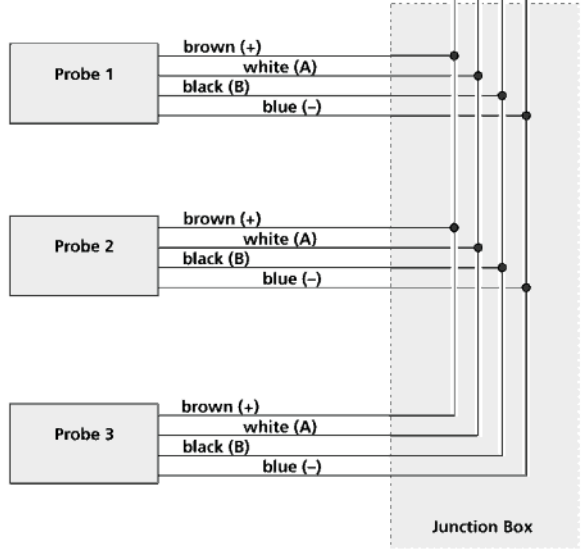 brown (+)
Probe 1
white (A)
black (B)
blue (–)
brown (+)
Probe 2
white (A)
black (B)
blue (–)
brown (+)
Probe 3
white (A)
black (B)
blue (–)
Junction Box